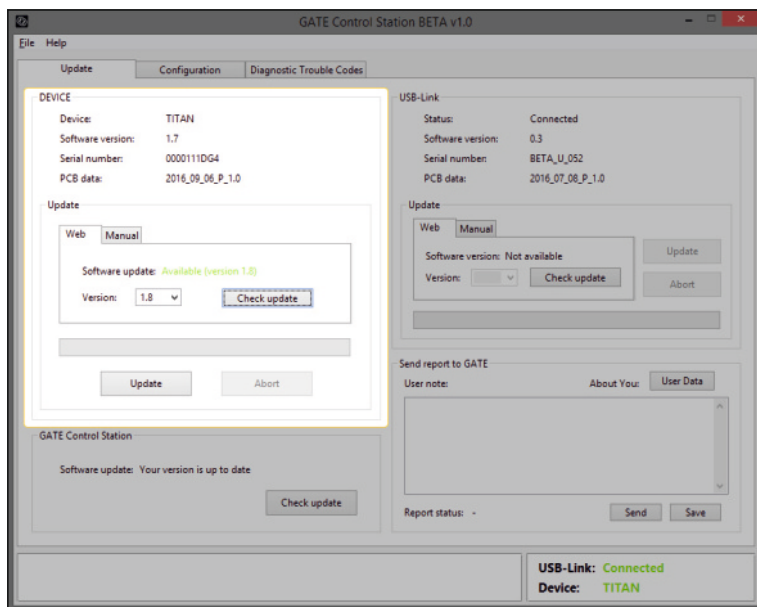 GATE Control Station BETA v1.0
File Help
Update Configuration Diagnostic Trouble Codes
DEVICE
Device: TITAN
Software version: 1.7
Serial number: 0000111DG4
PCB data: 2016_09_06_P_1.0
Update
Web Manual
Software update: Available (version 1.8)
Version: 1.8 Check update
Update Abort
GATE Control Station
Software update: Your version is up to date
Check update
USB-Link
Status: Connected
Software version: 0.3
Serial number: BETA_U_052
PCB data: 2016_07_08_P_1.0
Update
Web Manual
Software version: Not available
Version: Check update
Update
Abort
Send report to GATE
User note: About You: User Data
Report status: - Send Save
USB-Link: Connected
Device: TITAN